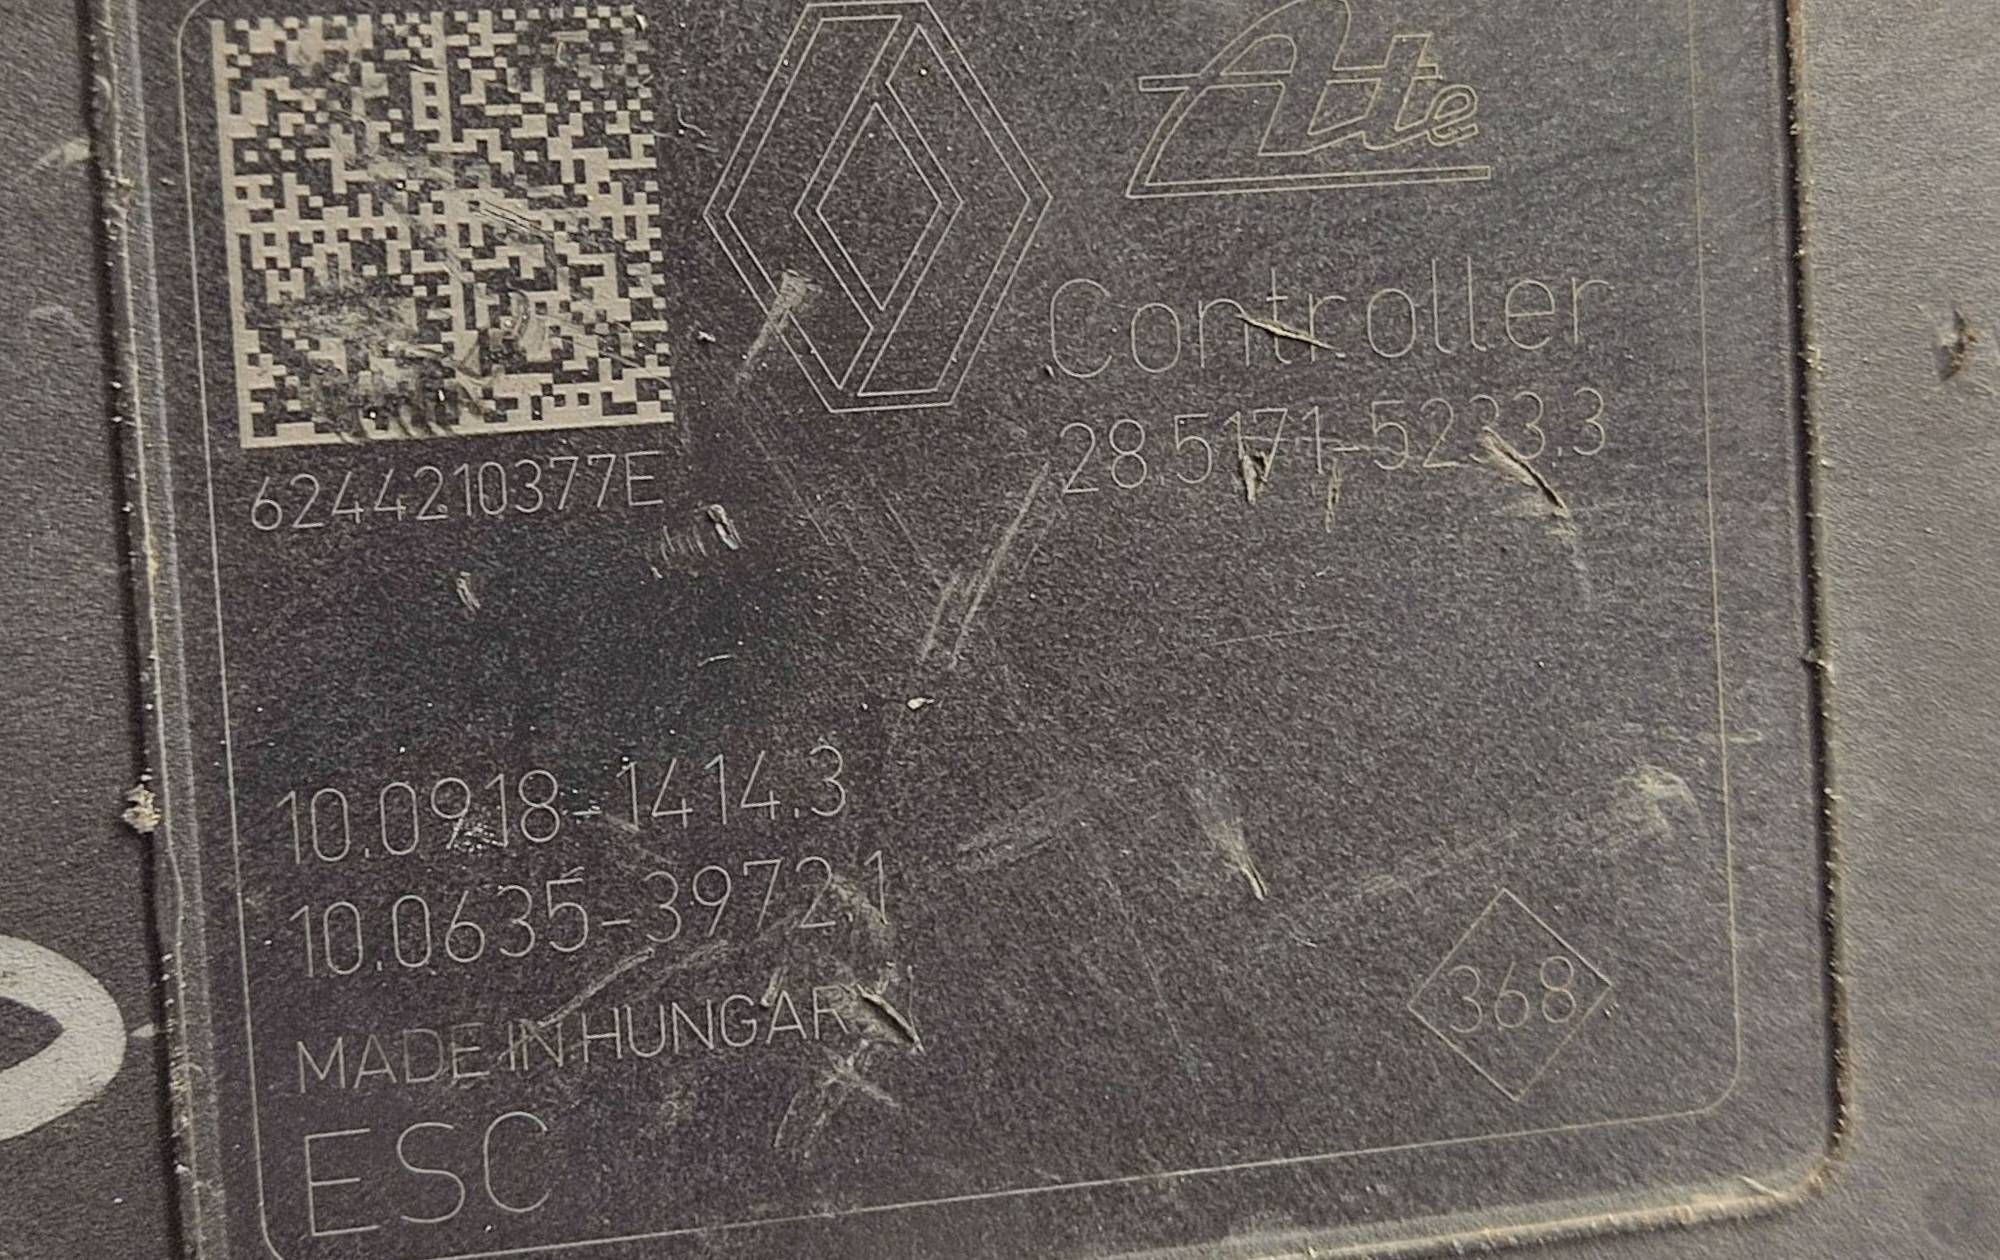 Ate
Controller
28.5171-5233.3
6244210377E
10.0918-1414.3
10.0635-3972.1
MADE IN HUNGARY
368
ESC